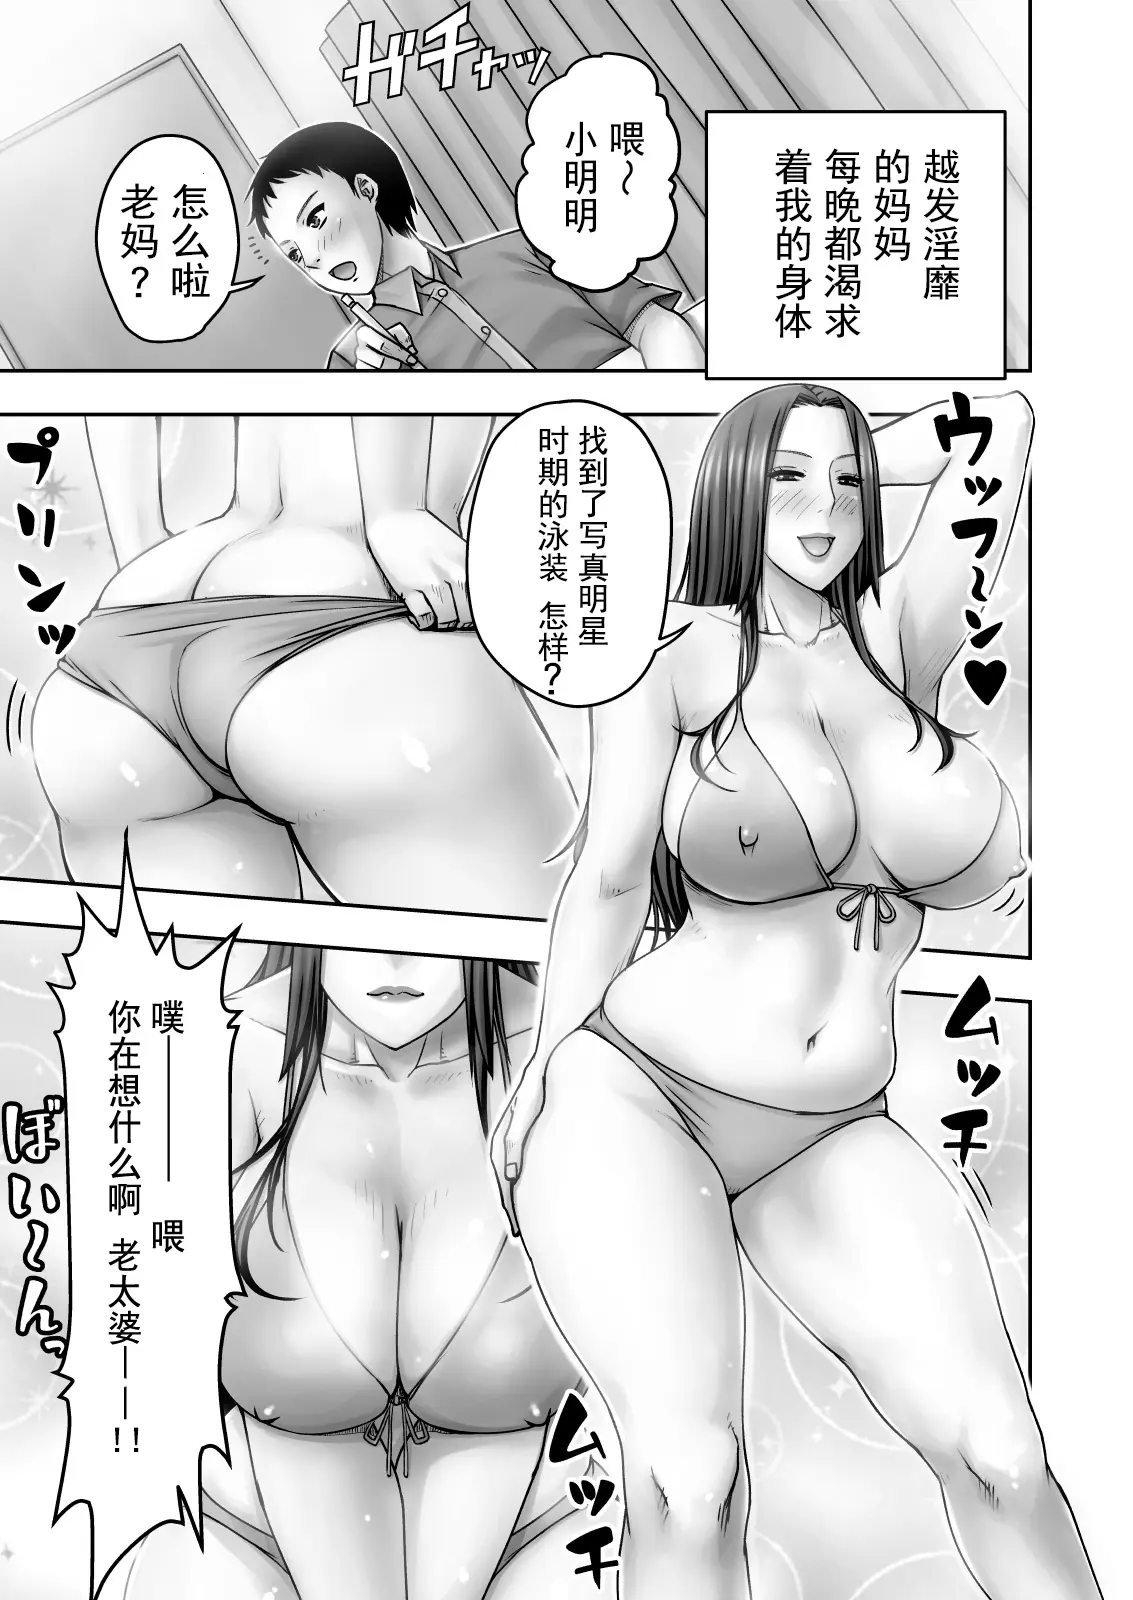 ガチャッ
越发淫靡
的妈妈
每晚都渴求
着我的身体
喂～
小明明
怎么啦
老妈？
ウッフ～ン♥
找到了写真明星
时期的泳装 怎样？
プリンッ
ムッチ
噗———— 喂
你在想什么啊 老太婆——!!
ぼい～んっ
ムッチ